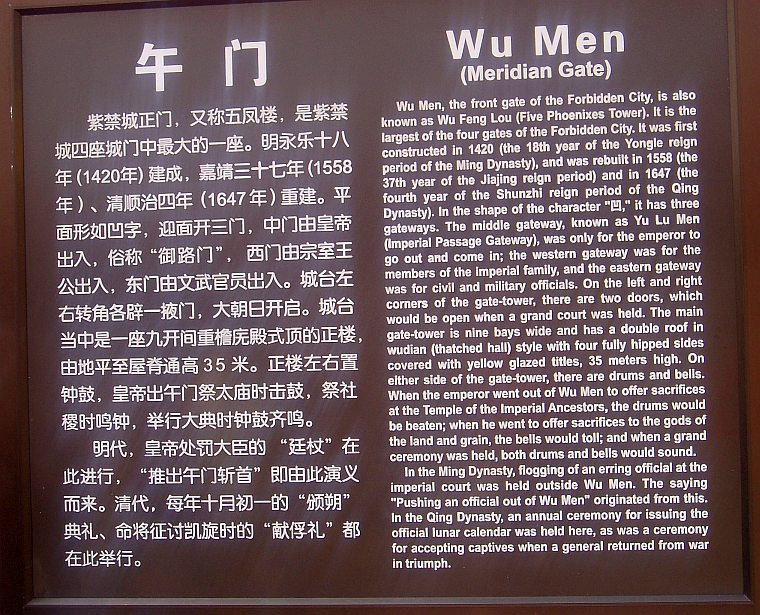 午 门
紫禁城正门，又称五凤楼，是紫禁
城四座城门中最大的一座。明永乐十八
年(1420年)建成，嘉靖三十七年(1558
年)、清顺治四年(1647年)重建。平
面形如凹字，迎面开三门，中门由皇帝
出入，俗称“御路门”，西门由宗室王
公出入，东门由文武官员出入。城台左
右转角各辟一掖门，大朝日开启。城台
当中是一座九开间重檐庑殿式顶的正楼，
由地平至屋脊通高35米。正楼左右置
钟鼓，皇帝出午门祭太庙时击鼓，祭社
稷时鸣钟，举行大典时钟鼓齐鸣。
明代，皇帝处罚大臣的“廷杖”在
此进行，“推出午门斩首”即由此演义
而来。清代，每年十月初一的“颁朔”
典礼、命将征讨凯旋时的“献俘礼”都
在此举行。
Wu Men
(Meridian Gate)
Wu Men, the front gate of the Forbidden City, is also
known as Wu Feng Lou (Five Phoenixes Tower). It is the
largest of the four gates of the Forbidden City. It was first
constructed in 1420 (the 18th year of the Yongle reign
period of the Ming Dynasty), and was rebuilt in 1558 (the
37th year of the Jiajing reign period) and in 1647 (the
fourth year of the Shunzhi reign period of the Qing
Dynasty). In the shape of the character "凹," it has three
gateways. The middle gateway, known as Yu Lu Men
(Imperial Passage Gateway), was only for the emperor to
go out and come in; the western gateway was for the
members of the imperial family, and the eastern gateway
was for civil and military officials. On the left and right
corners of the gate-tower, there are two doors, which
would be open when a grand court was held. The main
gate-tower is nine bays wide and has a double roof in
wudian (thatched hall) style with four fully hipped sides
covered with yellow glazed titles, 35 meters high. On
either side of the gate-tower, there are drums and bells.
When the emperor went out of Wu Men to offer sacrifices
at the Temple of the Imperial Ancestors, the drums would
be beaten; when he went to offer sacrifices to the gods of
the land and grain, the bells would toll; and when a grand
ceremony was held, both drums and bells would sound.
In the Ming Dynasty, flogging of an erring official at the
imperial court was held outside Wu Men. The saying
"Pushing an official out of Wu Men" originated from this.
In the Qing Dynasty, an annual ceremony for issuing the
official lunar calendar was held here, as was a ceremony
for accepting captives when a general returned from war
in triumph.